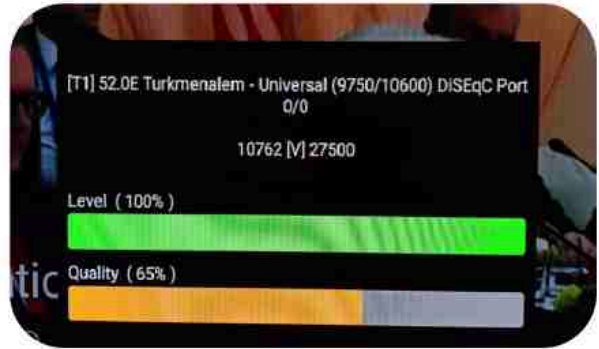 [T1] 52.0E Turkmenalem - Universal (9750/10600) DiSEqC Port
0/0
10762 [V] 27500
Level ( 100% )
Quality ( 65% )
tic